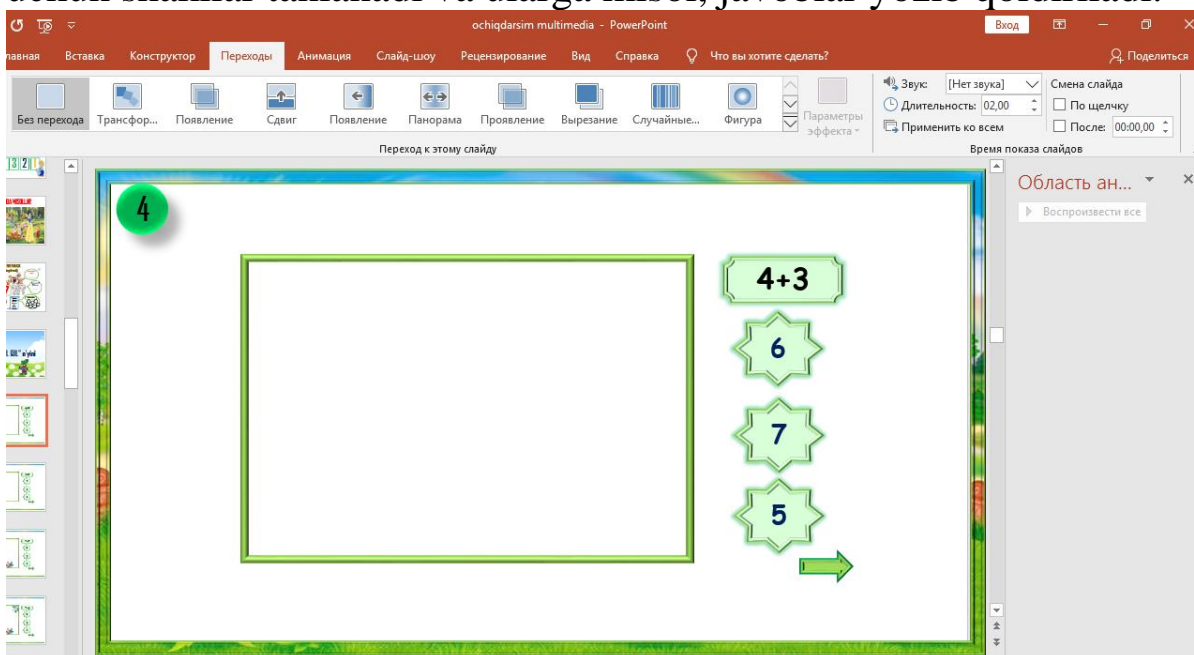 ochiqdarsim multimedia - PowerPoint
Вход
Вставка Конструктор Переходы Анимация Слайд-шоу Рецензирование Вид Справка Что вы хотите сделать? Поделиться
Без перехода Трансфор... Появление Сдвиг Появление Панорама Проявление Вырезание Случайные... Фигура Параметры эффекта
Звук: [Нет звука]
Длительность: 02,00
Применить ко всем
Смена слайда
По щелчку
После: 00:00,00
Переход к этому слайду
Время показа слайдов
Область ан...
Воспроизвести все
4
4+3
6
7
5